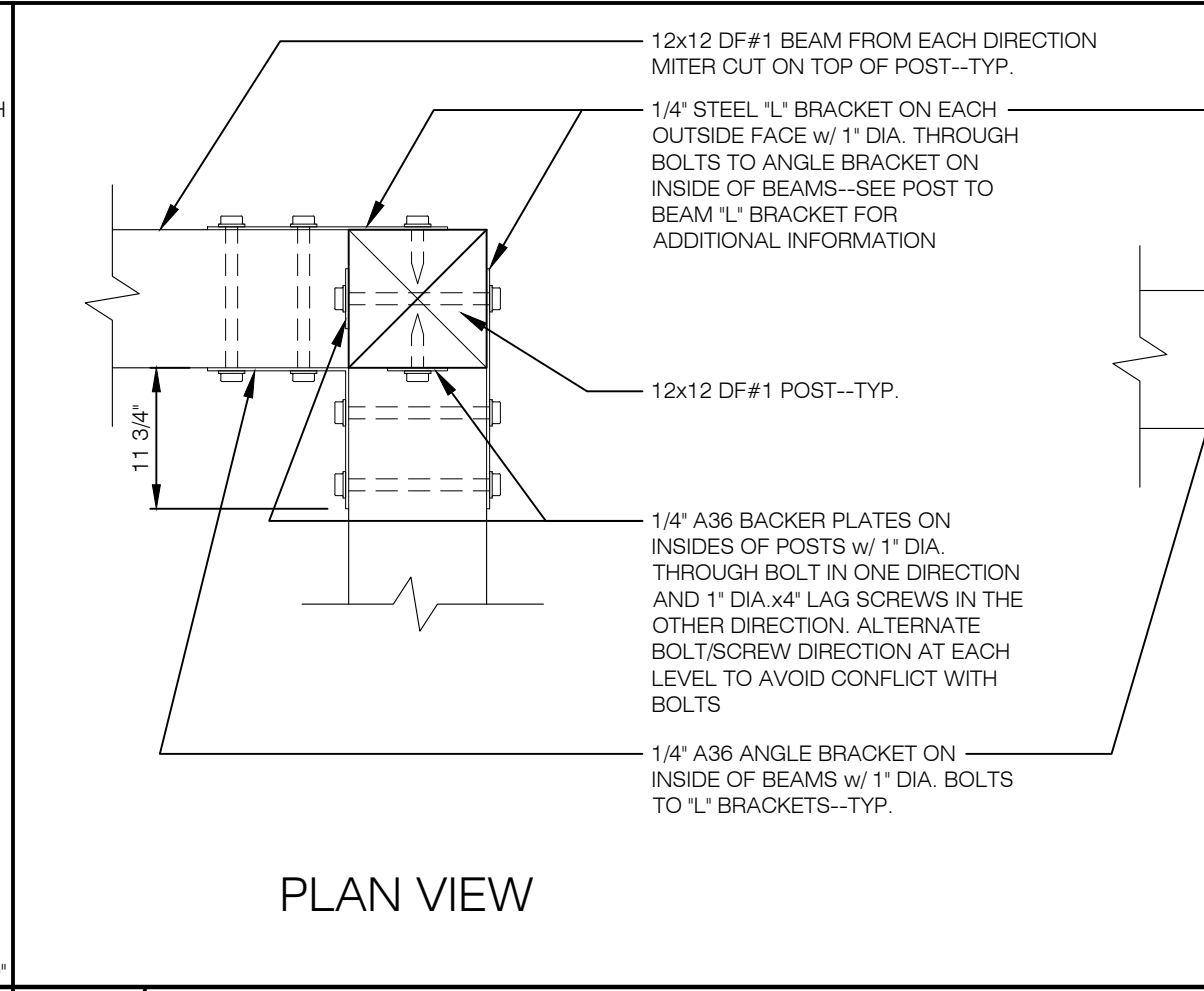 12x12 DF#1 BEAM FROM EACH DIRECTION
MITER CUT ON TOP OF POST--TYP.
H
1/4" STEEL "L" BRACKET ON EACH
OUTSIDE FACE w/ 1" DIA. THROUGH
BOLTS TO ANGLE BRACKET ON
INSIDE OF BEAMS--SEE POST TO
BEAM "L" BRACKET FOR
ADDITIONAL INFORMATION
12x12 DF#1 POST--TYP.
11 3/4"
1/4" A36 BACKER PLATES ON
INSIDES OF POSTS w/ 1" DIA.
THROUGH BOLT IN ONE DIRECTION
AND 1" DIA.x4" LAG SCREWS IN THE
OTHER DIRECTION. ALTERNATE
BOLT/SCREW DIRECTION AT EACH
LEVEL TO AVOID CONFLICT WITH
BOLTS
1/4" A36 ANGLE BRACKET ON
INSIDE OF BEAMS w/ 1" DIA. BOLTS
TO "L" BRACKETS--TYP.
PLAN VIEW
"